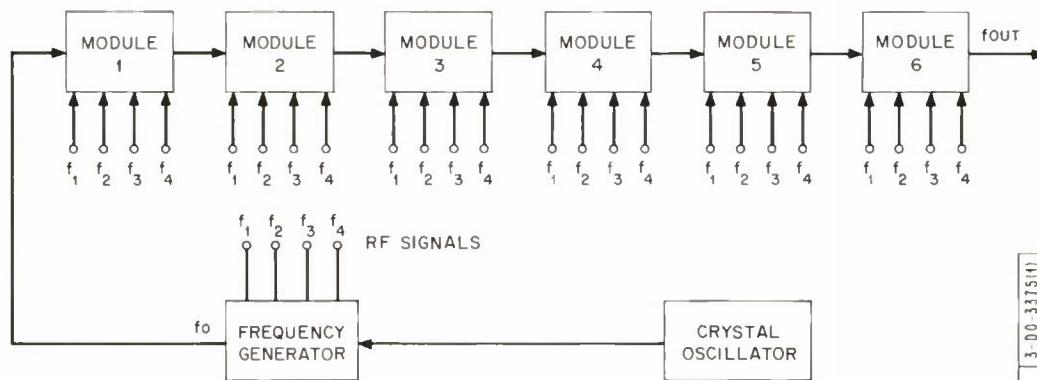 MODULE 1
MODULE 2
MODULE 3
MODULE 4
MODULE 5
MODULE 6
fOUT
f1 f2 f3 f4
f1 f2 f3 f4
f1 f2 f3 f4
f1 f2 f3 f4
f1 f2 f3 f4
f1 f2 f3 f4
f1 f2 f3 f4
RF SIGNALS
fo
FREQUENCY
GENERATOR
CRYSTAL
OSCILLATOR
3-00-3375(1)